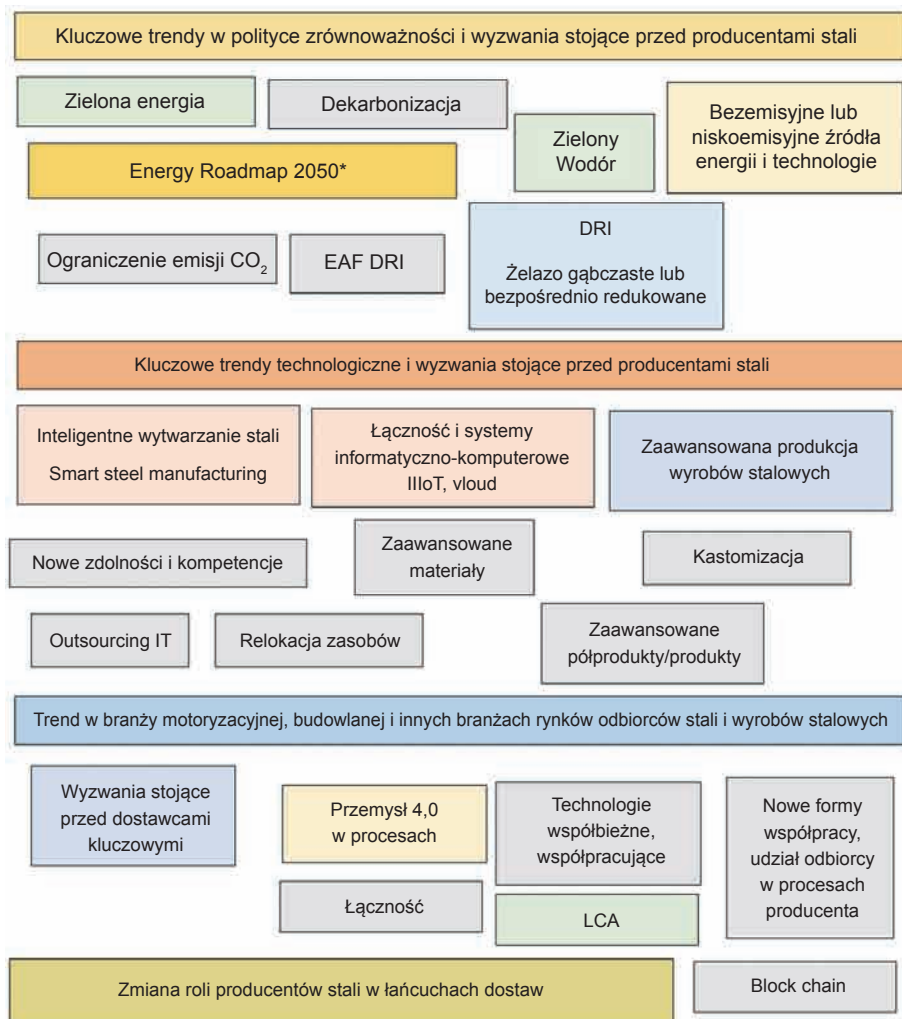 Kluczowe trendy w polityce zrównoważności i wyzwania stojące przed producentami stali
Zielona energia
Dekarbonizacja
Zielony
Wodór
Bezemisyjne lub
niskoemisyjne źródła
energii i technologie
Energy Roadmap 2050*
Ograniczenie emisji CO₂
EAF DRI
DRI
Żelazo gąbczaste lub
bezpośrednio redukowane
Kluczowe trendy technologiczne i wyzwania stojące przed producentami stali
Inteligentne wytwarzanie stali
Smart steel manufacturing
Łączność i systemy
informatyczno-komputerowe
IIIoT, vloud
Zaawansowana produkcja
wyrobów stalowych
Nowe zdolności i kompetencje
Zaawansowane
materiały
Kastomizacja
Outsourcing IT
Relokacja zasobów
Zaawansowane
półprodukty/produkty
Trend w branży motoryzacyjnej, budowlanej i innych branżach rynków odbiorców stali i wyrobów stalowych
Wyzwania stojące
przed dostawcami
kluczowymi
Przemysł 4,0
w procesach
Technologie
współbieżne,
współpracujące
Nowe formy
współpracy,
udział odbiorcy
w procesach
producenta
Łączność
LCA
Zmiana roli producentów stali w łańcuchach dostaw
Block chain